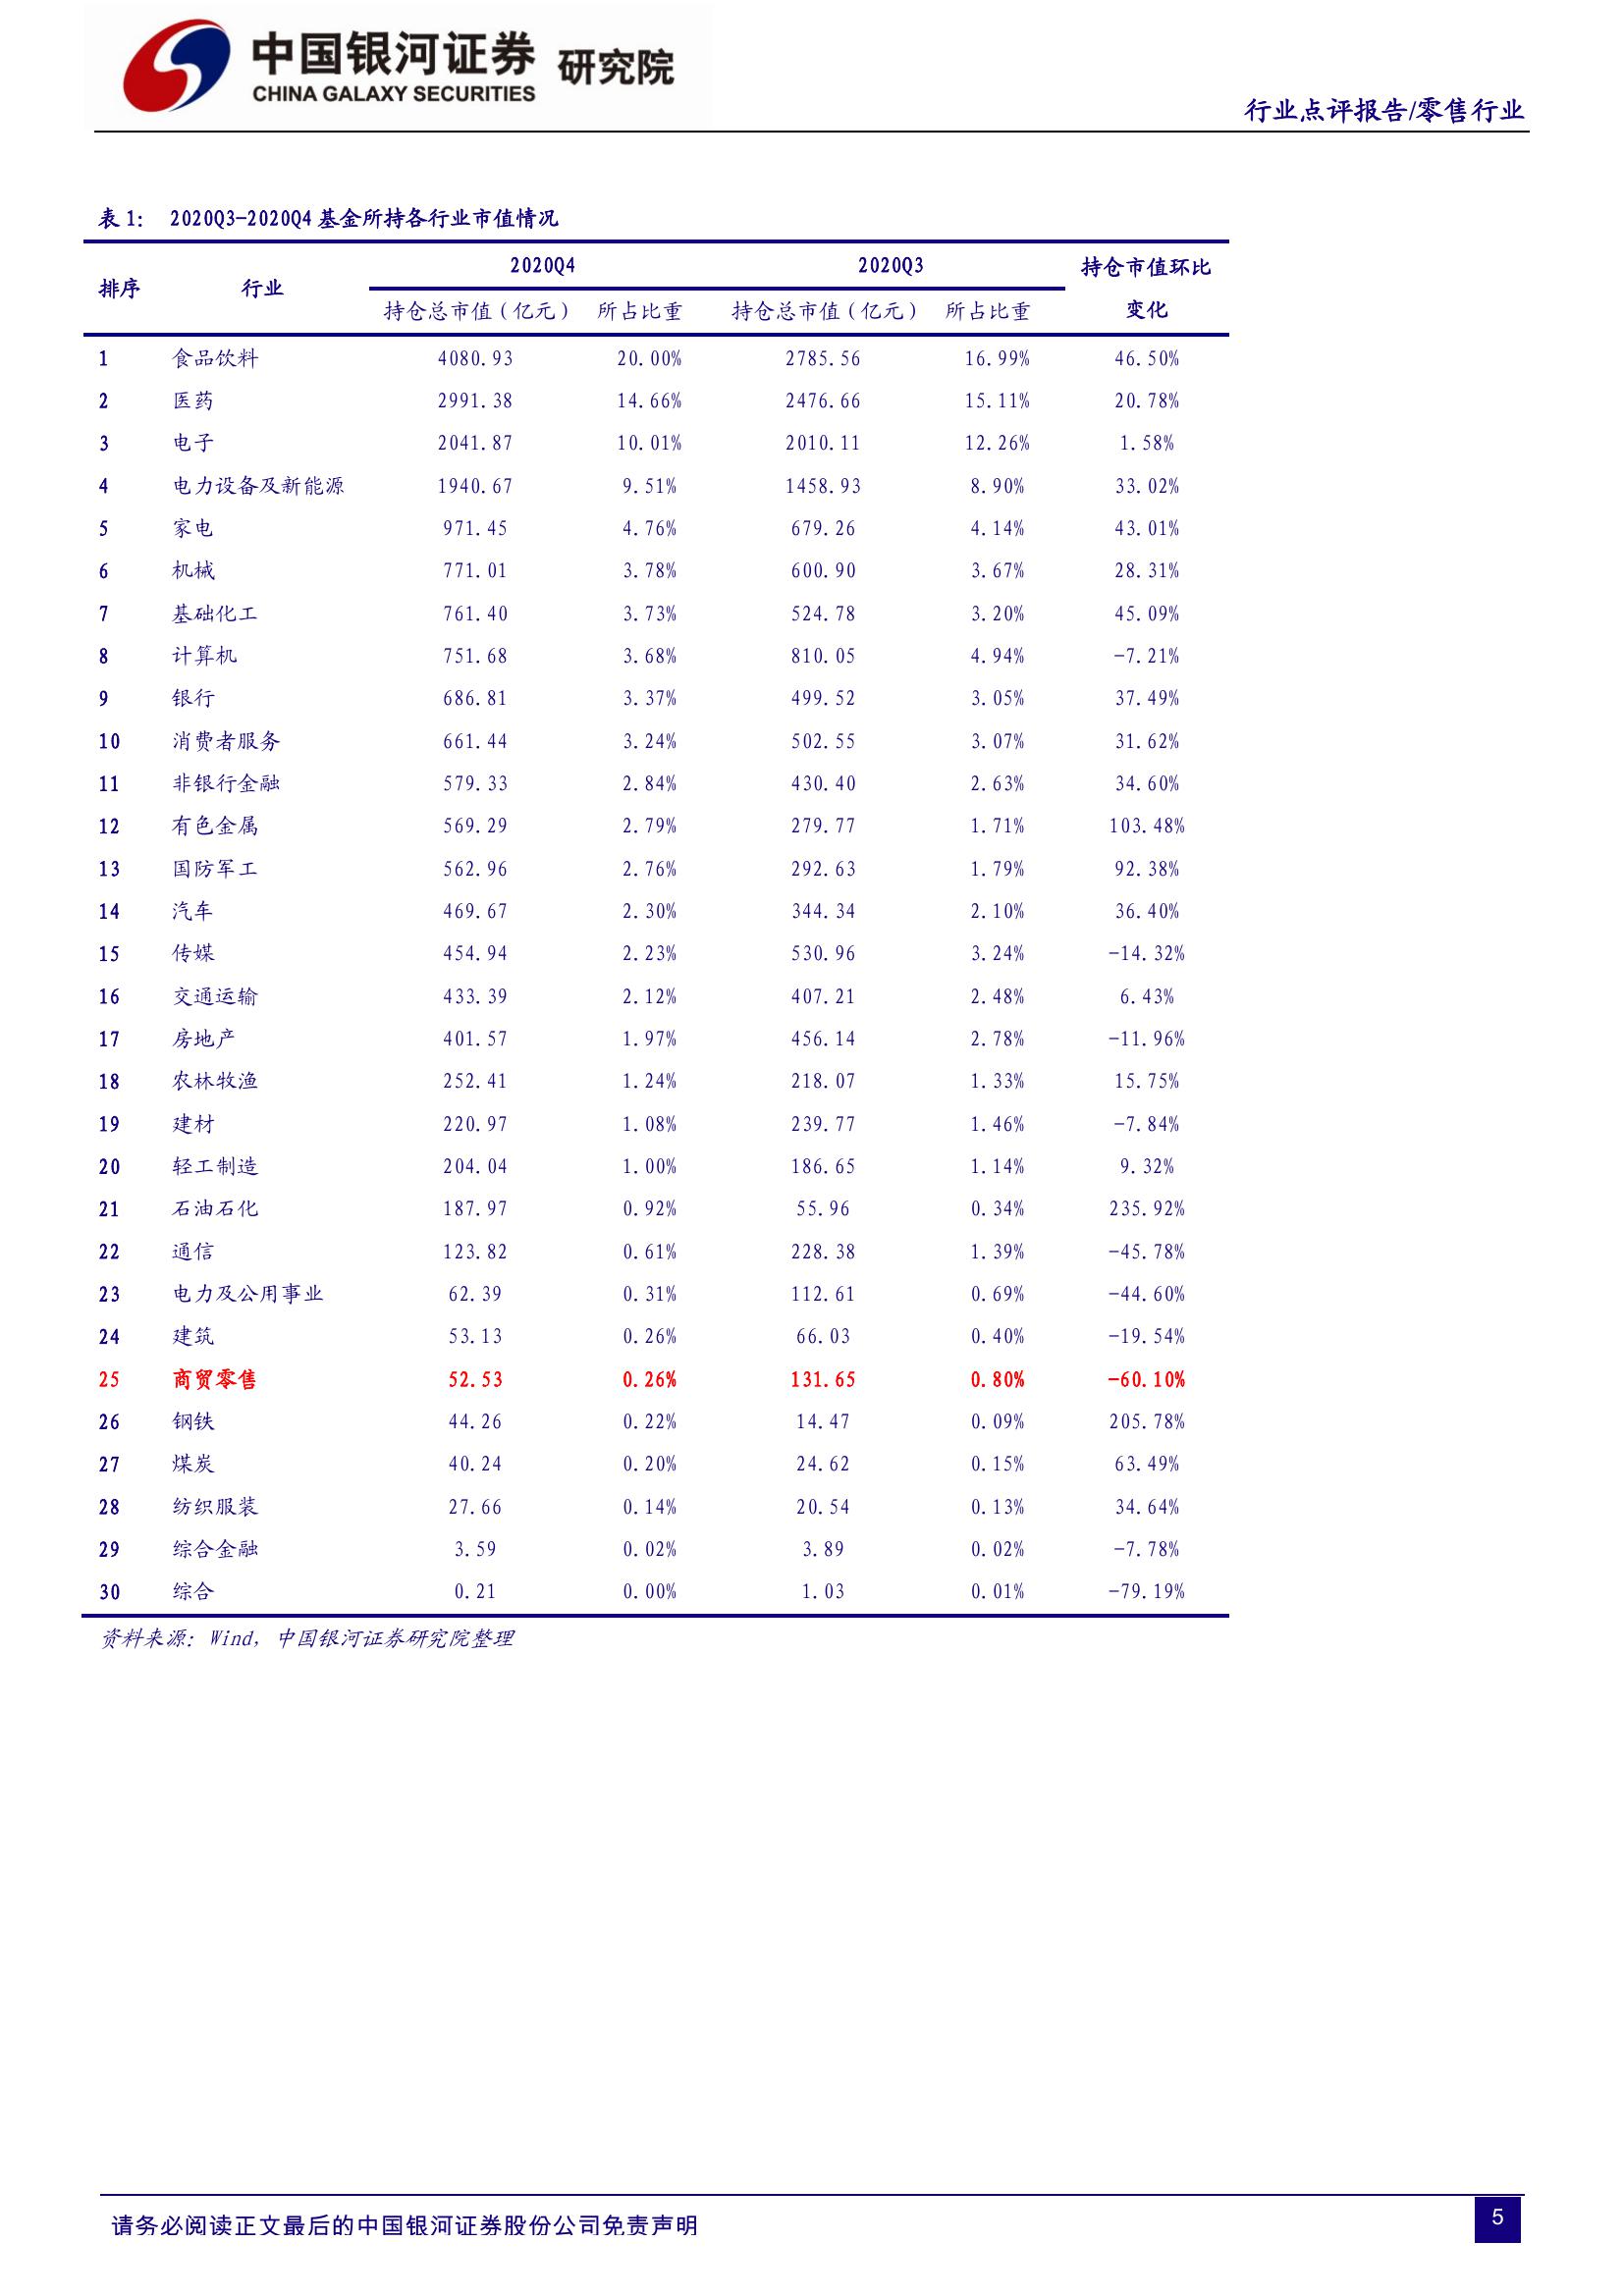 中国银河证券 研究院
CHINA GALAXY SECURITIES
行业点评报告/零售行业
表 1: 2020Q3-2020Q4 基金所持各行业市值情况
排序 行业 2020Q4 2020Q3 持仓市值环比变化
持仓总市值(亿元) 所占比重 持仓总市值(亿元) 所占比重
1 食品饮料 4080.93 20.00% 2785.56 16.99% 46.50%
2 医药 2991.38 14.66% 2476.66 15.11% 20.78%
3 电子 2041.87 10.01% 2010.11 12.26% 1.58%
4 电力设备及新能源 1940.67 9.51% 1458.93 8.90% 33.02%
5 家电 971.45 4.76% 679.26 4.14% 43.01%
6 机械 771.01 3.78% 600.90 3.67% 28.31%
7 基础化工 761.40 3.73% 524.78 3.20% 45.09%
8 计算机 751.68 3.68% 810.05 4.94% -7.21%
9 银行 686.81 3.37% 499.52 3.05% 37.49%
10 消费者服务 661.44 3.24% 502.55 3.07% 31.62%
11 非银行金融 579.33 2.84% 430.40 2.63% 34.60%
12 有色金属 569.29 2.79% 279.77 1.71% 103.48%
13 国防军工 562.96 2.76% 292.63 1.79% 92.38%
14 汽车 469.67 2.30% 344.34 2.10% 36.40%
15 传媒 454.94 2.23% 530.96 3.24% -14.32%
16 交通运输 433.39 2.12% 407.21 2.48% 6.43%
17 房地产 401.57 1.97% 456.14 2.78% -11.96%
18 农林牧渔 252.41 1.24% 218.07 1.33% 15.75%
19 建材 220.97 1.08% 239.77 1.46% -7.84%
20 轻工制造 204.04 1.00% 186.65 1.14% 9.32%
21 石油石化 187.97 0.92% 55.96 0.34% 235.92%
22 通信 123.82 0.61% 228.38 1.39% -45.78%
23 电力及公用事业 62.39 0.31% 112.61 0.69% -44.60%
24 建筑 53.13 0.26% 66.03 0.40% -19.54%
25 商贸零售 52.53 0.26% 131.65 0.80% -60.10%
26 钢铁 44.26 0.22% 14.47 0.09% 205.78%
27 煤炭 40.24 0.20% 24.62 0.15% 63.49%
28 纺织服装 27.66 0.14% 20.54 0.13% 34.64%
29 综合金融 3.59 0.02% 3.89 0.02% -7.78%
30 综合 0.21 0.00% 1.03 0.01% -79.19%
资料来源: Wind, 中国银河证券研究院整理
请务必阅读正文最后的中国银河证券股份公司免责声明
5